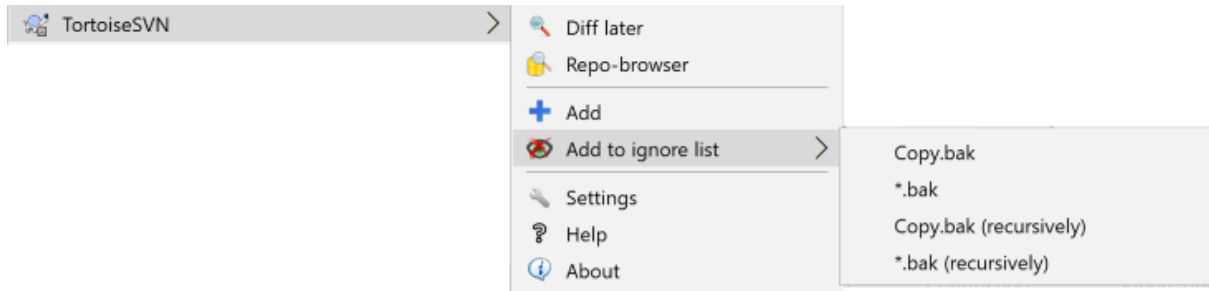 TortoiseSVN
Diff later
Repo-browser
Add
Add to ignore list
Settings
Help
About
Copy.bak
*.bak
Copy.bak (recursively)
*.bak (recursively)